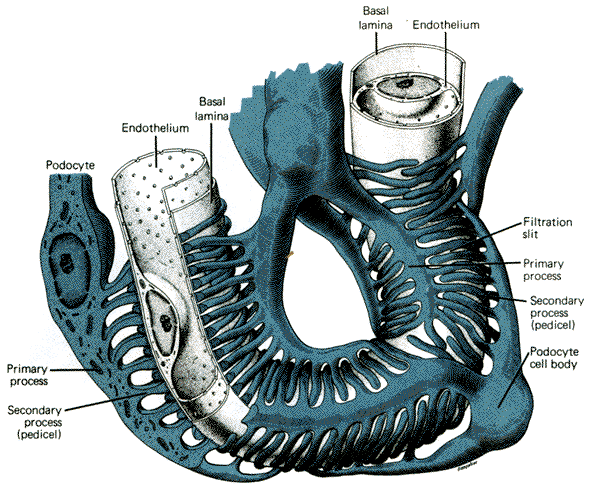 Basal
lamina
Endothelium
Basal
lamina
Endothelium
Podocyte
Filtration
slit
Primary
process
Secondary
process
(pedicel)
Podocyte
cell body
Primary
process
Secondary
process
(pedicel)